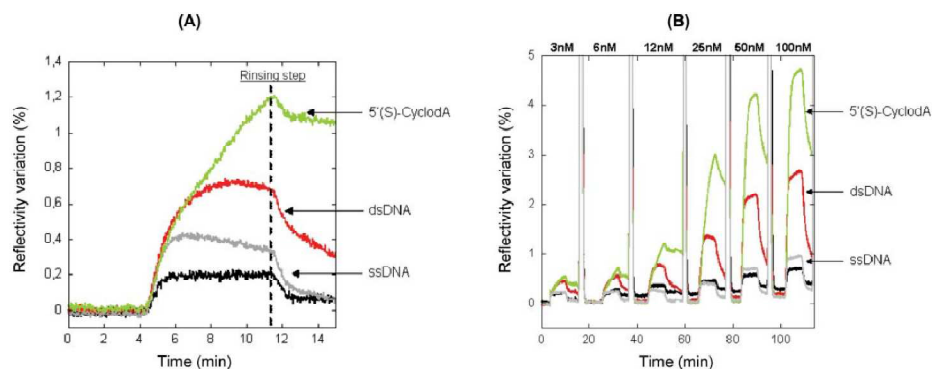 (A)
(B)
1,4
1,2
1
0,8
0,6
0,4
0,2
0
0 2 4 6 8 10 12 14
Time (min)
Reflectivity variation (%)
Rinsing step
5'(S)-CyclodA
dsDNA
ssDNA
3nM 6nM 12nM 25nM 50nM 100nM
5
4
3
2
1
0
0 20 40 60 80 100
Time (min)
Reflectivity variation (%)
5'(S)-CyclodA
dsDNA
ssDNA